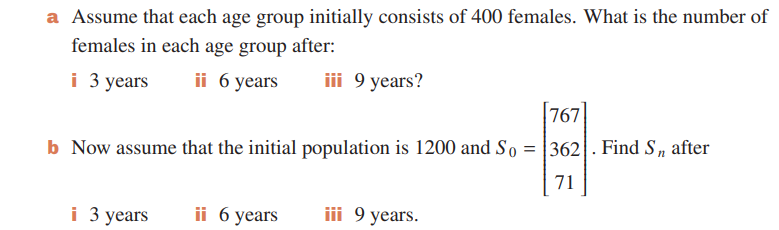 a Assume that each age group initially consists of 400 females. What is the number of
females in each age group after:
i 3 years ii 6 years iii 9 years?
b Now assume that the initial population is 1200 and S₀ = [767 362 71]. Find Sₙ after
i 3 years ii 6 years iii 9 years.